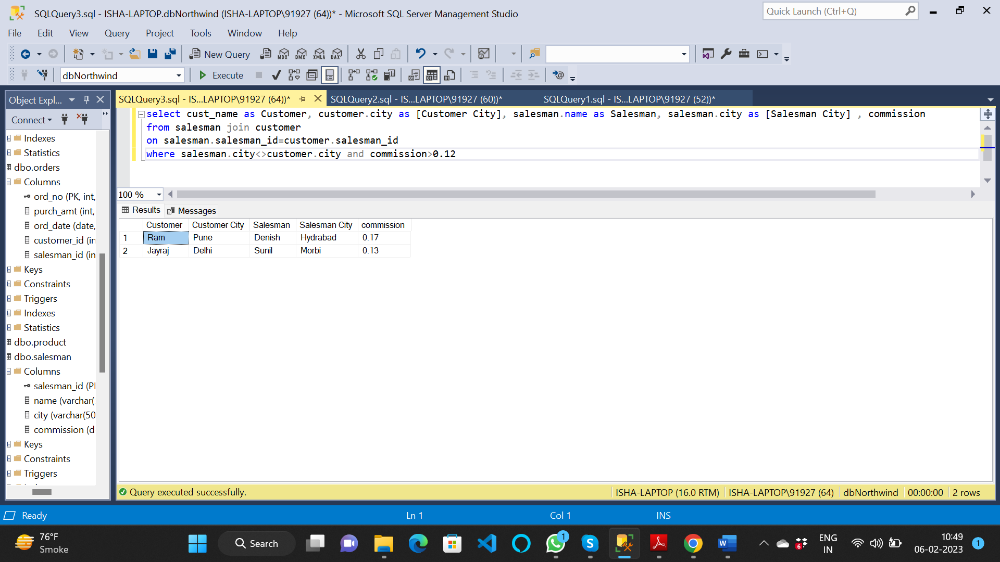 SQLQuery3.sql - ISHA-LAPTOP.dbNorthwind (ISHA-LAPTOP\91927 (64))* - Microsoft SQL Server Management Studio
Quick Launch (Ctrl+Q)
File Edit View Query Project Tools Window Help
New Query MDX DMX XMLA DAX
dbNorthwind Execute
Object Expl...
SQLQuery3.sql - IS...LAPTOP\91927 (64))* SQLQuery2.sql - IS...LAPTOP\91927 (60))* SQLQuery1.sql - IS...LAPTOP\91927 (52))*
Connect
Indexes
Statistics
dbo.orders
Columns
ord_no (PK, int,
purch_amt (int,
ord_date (date,
customer_id (in
salesman_id (in
Keys
Constraints
Triggers
Indexes
Statistics
dbo.product
dbo.salesman
Columns
salesman_id (PK
name (varchar(5
city (varchar(50
commission (d
Keys
Constraints
Triggers
select cust_name as Customer, customer.city as [Customer City], salesman.name as Salesman, salesman.city as [Salesman City] , commission
from salesman join customer
on salesman.salesman_id=customer.salesman_id
where salesman.city<>customer.city and commission>0.12
100 %
Results Messages
Customer Customer City Salesman Salesman City commission
1 Ram Pune Denish Hydrabad 0.17
2 Jayraj Delhi Sunil Morbi 0.13
Query executed successfully. ISHA-LAPTOP (16.0 RTM) ISHA-LAPTOP\91927 (64) dbNorthwind 00:00:00 2 rows
Ready Ln 1 Col 1 INS
76°F
Smoke
Search
1
6
ENG
IN
10:49
06-02-2023
1